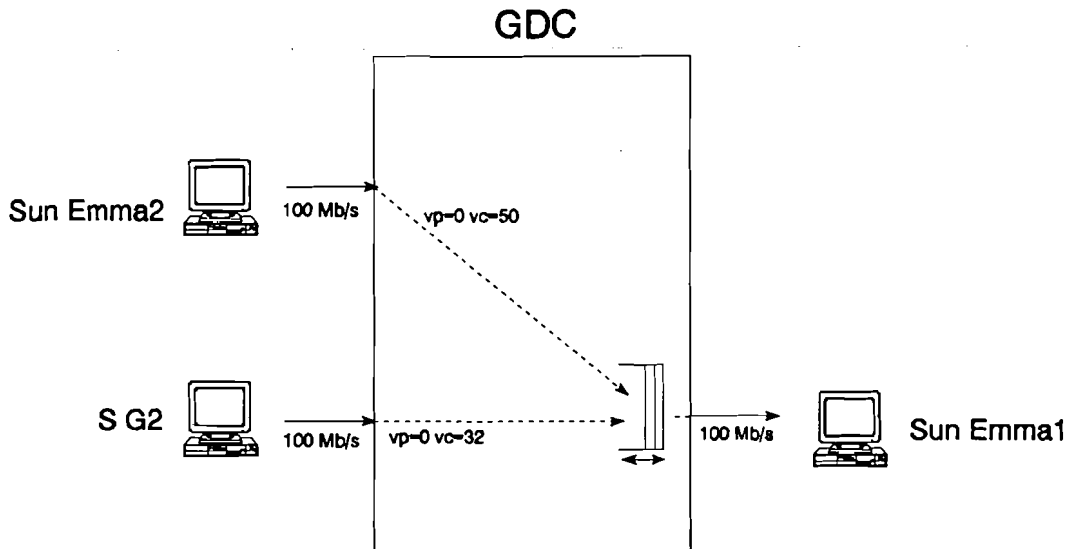 GDC
Sun Emma2
100 Mb/s
vp=0 vc=50
S G2
100 Mb/s
vp=0 vc=32
100 Mb/s
Sun Emma1